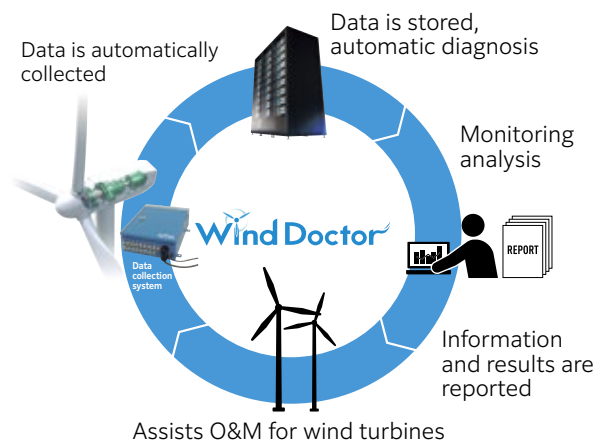 Data is stored,
automatic diagnosis
Data is automatically
collected
Monitoring
analysis
Wind Doctor
REPORT
Data
collection
system
Information
and results are
reported
Assists O&M for wind turbines